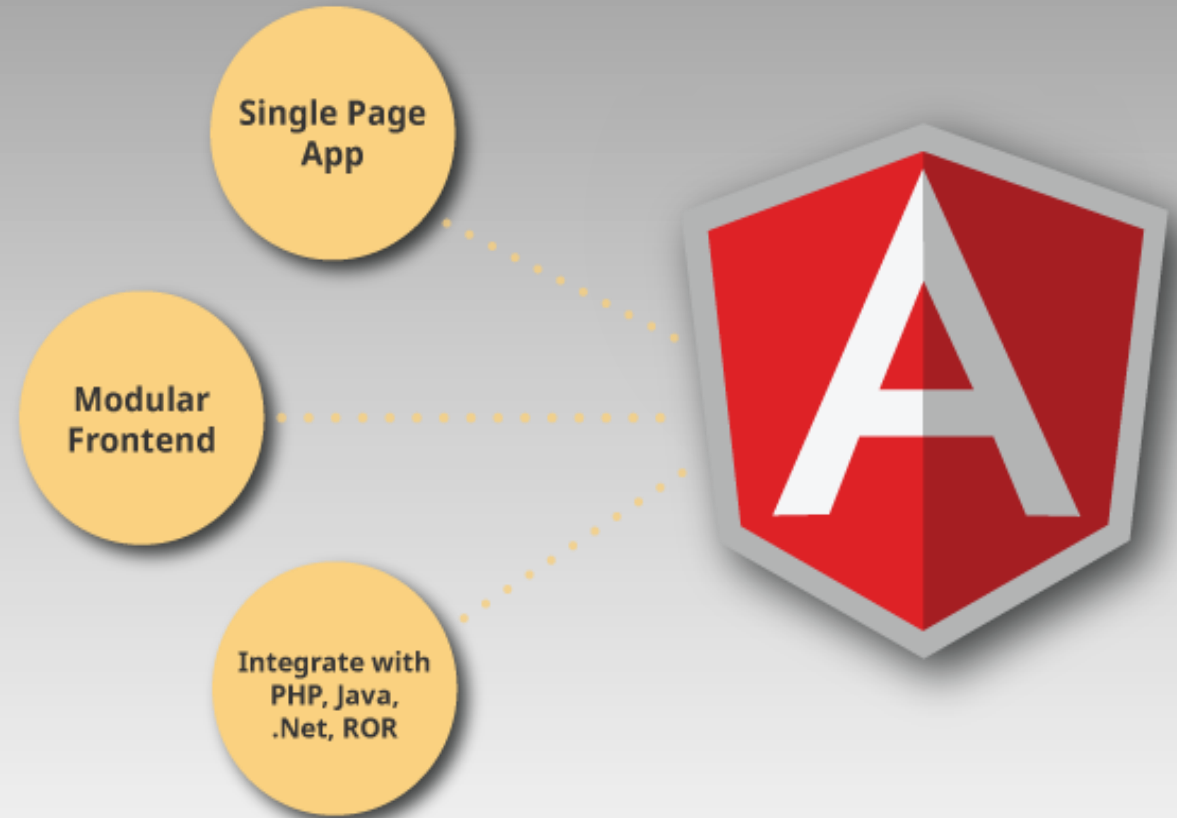 Single Page
App
Modular
Frontend
Integrate with
PHP, Java,
.Net, ROR
A